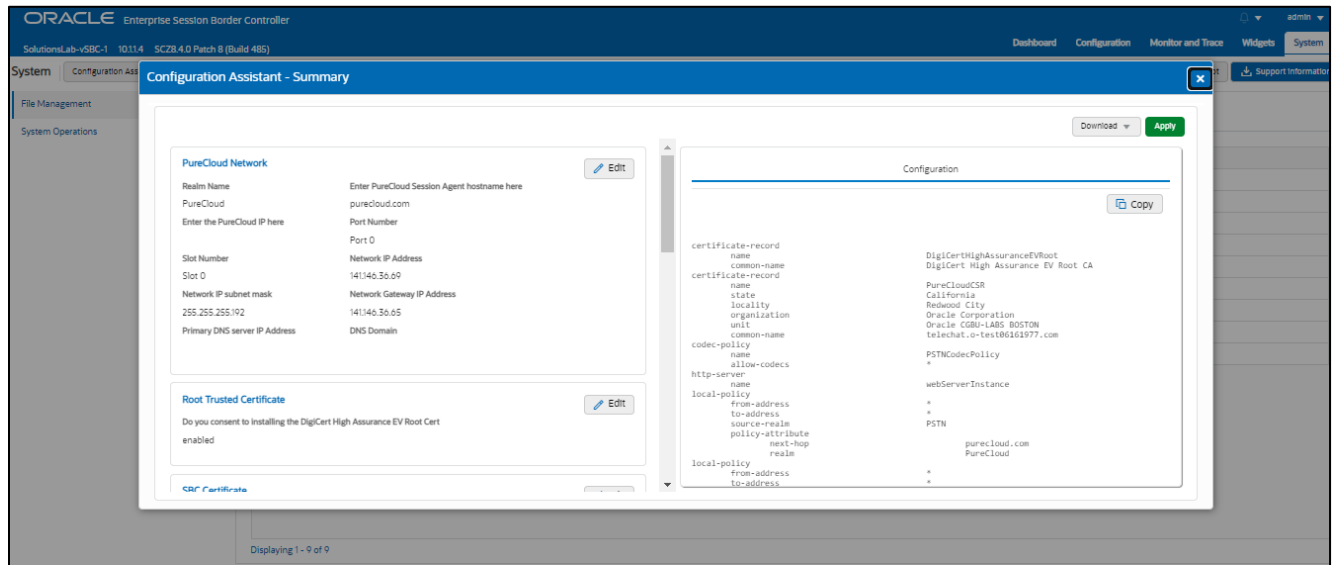 ORACLE Enterprise Session Border Controller
admin
SolutionsLab-vSBC-1 10.1.1.4 SCZ8.4.0 Patch 8 (Build 485)
Dashboard Configuration Monitor and Trace Widgets System
System Configuration Ass
Support Information
Configuration Assistant - Summary
File Management
System Operations
Download Apply
PureCloud Network
Edit
Realm Name Enter PureCloud Session Agent hostname here
PureCloud purecloud.com
Enter the PureCloud IP here Port Number
Port 0
Slot Number Network IP Address
Slot 0 141.146.36.69
Network IP subnet mask Network Gateway IP Address
255.255.255.192 141.146.36.65
Primary DNS server IP Address DNS Domain
Root Trusted Certificate
Edit
Do you consent to installing the DigiCert High Assurance EV Root Cert
enabled
SBC Certificate
Configuration
Copy
certificate-record
name DigiCertHighAssuranceEVRoot
common-name DigiCert High Assurance EV Root CA
certificate-record
name PureCloudCSR
state California
locality Redwood City
organization Oracle Corporation
unit Oracle CGBU-LABS BOSTON
common-name telechat.o-test06161977.com
codec-policy
name PSTNCodecPolicy
allow-codecs *
http-server
name webServerInstance
local-policy
from-address *
to-address *
source-realm PSTN
policy-attribute
next-hop purecloud.com
realm PureCloud
local-policy
from-address *
to-address *
Displaying 1 - 9 of 9